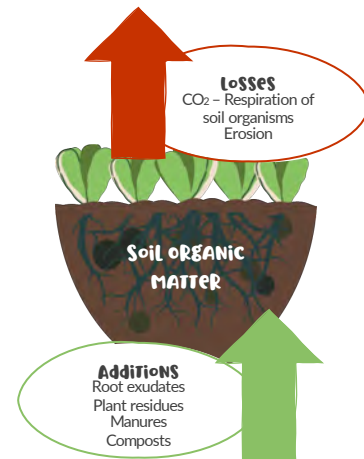 Losses
CO₂ – Respiration of
soil organisms
Erosion
Soil organic
matter
Additions
Root exudates
Plant residues
Manures
Composts